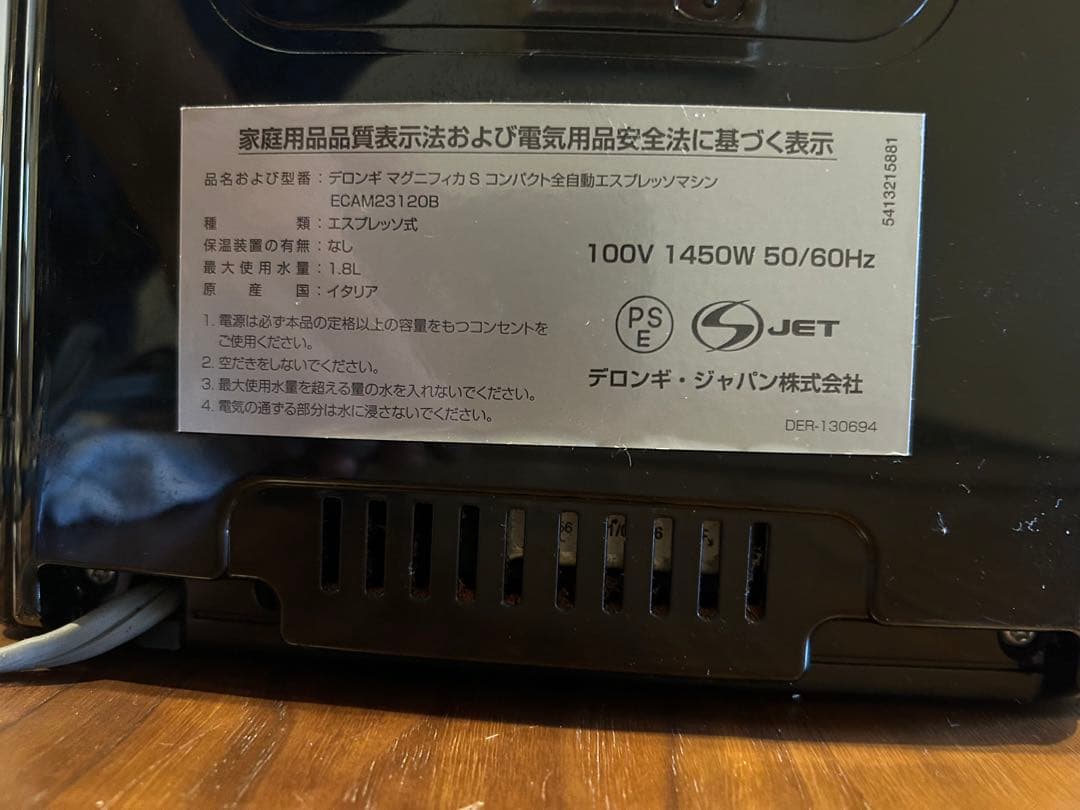 家庭用品品質表示法および電気用品安全法に基づく表示
品名および型番：デロンギ マグニフィカ S コンパクト全自動エスプレッソマシン
ECAM23120B
種類：エスプレッソ式
保温装置の有無：なし
最大使用水量：1.8L
原産国：イタリア
1. 電源は必ず本品の定格以上の容量をもつコンセントを
ご使用ください。
2. 空だきをしないでください。
3. 最大使用水量を超える量の水を入れないでください。
4. 電気の通ずる部分は水に浸さないでください。
100V 1450W 50/60Hz
PS
E
S JET
デロンギ・ジャパン株式会社
DER-130694
5413215881